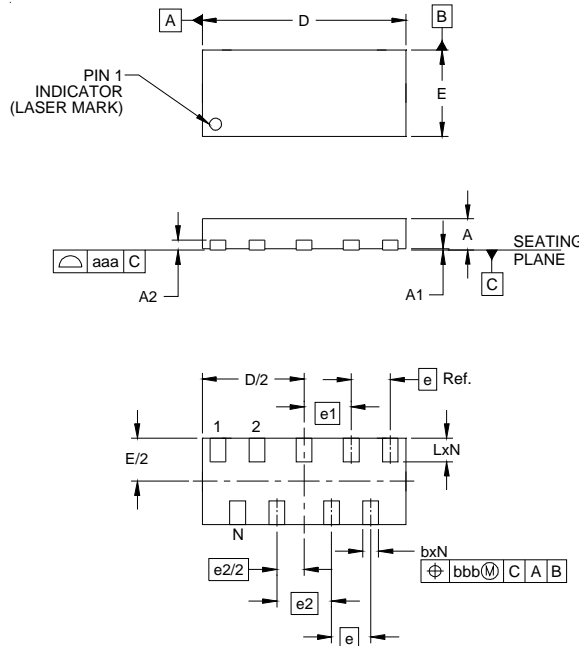 A
D
B
PIN 1
INDICATOR
(LASER MARK)
E
A
SEATING
PLANE
aaa C
A2
A1
C
D/2
e Ref.
e1
1 2
LxN
E/2
N
bxN
e2/2
⌖ bbbⓂ C A B
e2
e